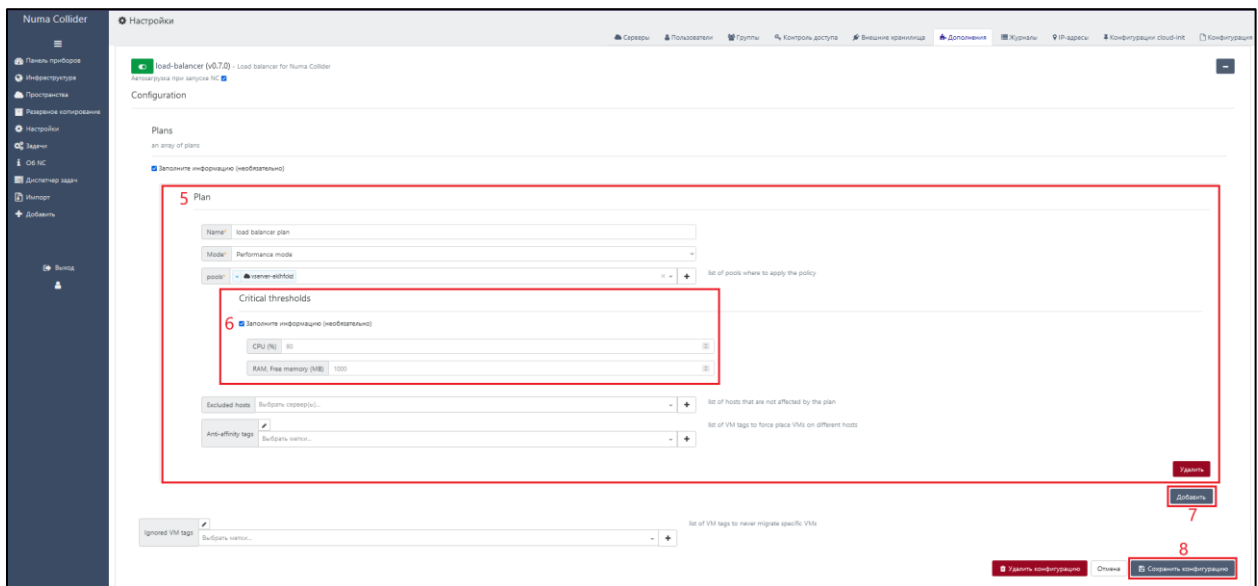 Numa Collider
Настройки
Серверы Пользователи Группы Контроль доступа Внешние хранилища Дополнения Журналы IP-адреса Конфигурации cloud-init Конфигурация
Панель приборов
Инфраструктура
Пространства
Резервное копирование
Настройки
Задачи
Об NC
Диспетчер задач
Импорт
Добавить
Выход
load-balancer (v0.7.0) - Load balancer for Numa Collider
Автозагрузка при запуске NC
Configuration
Plans
an array of plans
Заполните информацию (необязательно)
5 Plan
Name* load balancer plan
Mode* Performance mode
pools* vserver-ekhfold
list of pools where to apply the policy
Critical thresholds
6 Заполните информацию (необязательно)
CPU (%) 90
RAM, Free memory (MB) 1000
Excluded hosts Выбрать сервер(ы)...
list of hosts that are not affected by the plan
Anti-affinity tags Выбрать метки...
list of VM tags to force place VMs on different hosts
Удалить
Добавить
7
Ignored VM tags Выбрать метки...
list of VM tags to never migrate specific VMs
8
Удалить конфигурацию Отмена Сохранить конфигурацию